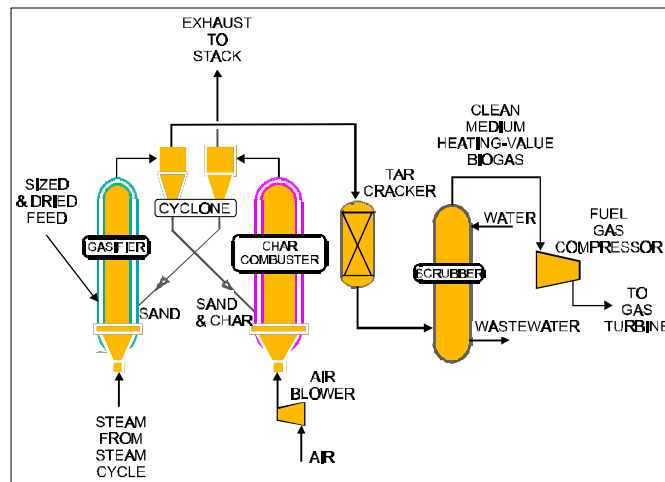 EXHAUST
TO
STACK
CLEAN
MEDIUM
HEATING-VALUE
BIOGAS
SIZED
& DRIED
FEED
CYCLONE
TAR
CRACKER
WATER
FUEL
GAS
COMPRESSOR
GASIFIER
CHAR
COMBUSTER
SCRUBBER
SAND
SAND
& CHAR
TO
GAS
TURBINE
WASTEWATER
AIR
BLOWER
STEAM
FROM
STEAM
CYCLE
AIR